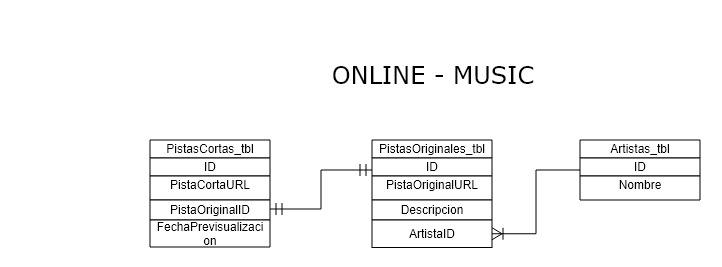 ONLINE - MUSIC
PistasCortas_tbl
ID
PistaCortaURL
PistaOriginalID
FechaPrevisualizaci
on
PistasOriginales_tbl
ID
PistaOriginalURL
Descripcion
ArtistaID
Artistas_tbl
ID
Nombre